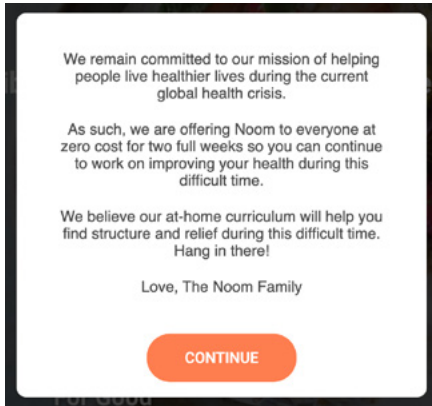 We remain committed to our mission of helping
people live healthier lives during the current
global health crisis.
As such, we are offering Noom to everyone at
zero cost for two full weeks so you can continue
to work on improving your health during this
difficult time.
We believe our at-home curriculum will help you
find structure and relief during this difficult time.
Hang in there!
Love, The Noom Family
CONTINUE
For Good